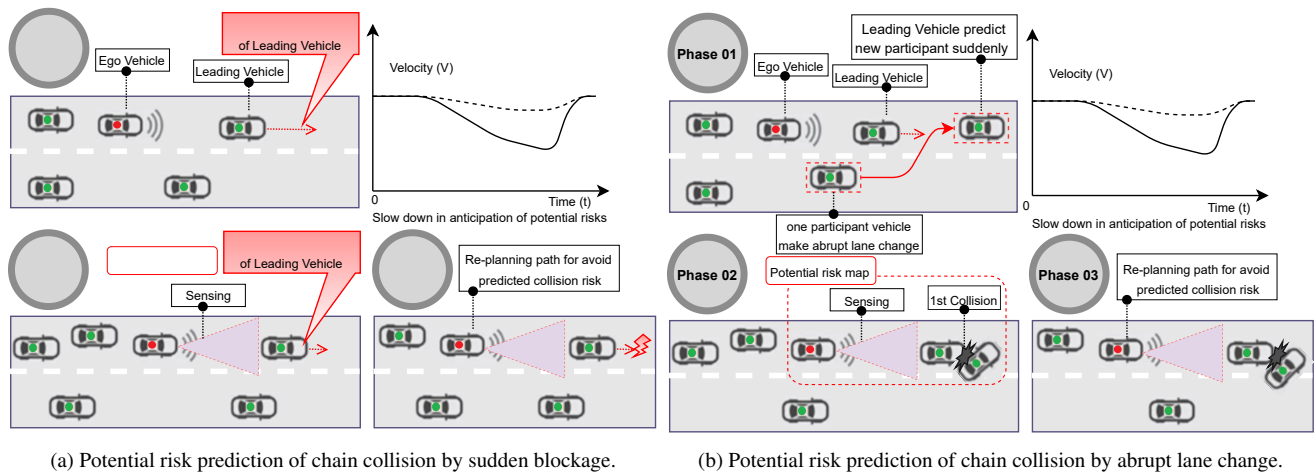 of Leading Vehicle
Ego Vehicle
Leading Vehicle
Velocity (V)
0
Time (t)
Slow down in anticipation of potential risks
of Leading Vehicle
Sensing
Re-planning path for avoid
predicted collision risk
(a) Potential risk prediction of chain collision by sudden blockage.
Phase 01
Leading Vehicle predict
new participant suddenly
Ego Vehicle
Leading Vehicle
one participant vehicle
make abrupt lane change
Velocity (V)
0
Time (t)
Slow down in anticipation of potential risks
Phase 02
Potential risk map
Sensing
1st Collision
Phase 03
Re-planning path for avoid
predicted collision risk
(b) Potential risk prediction of chain collision by abrupt lane change.